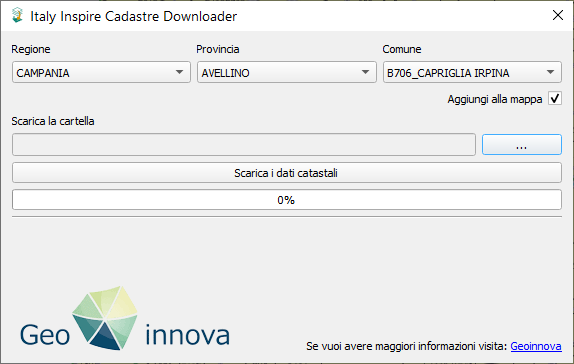 Italy Inspire Cadastre Downloader
Regione Provincia Comune
CAMPANIA AVELLINO B706_CAPRIGLIA IRPINA
Aggiungi alla mappa
Scarica la cartella
...
Scarica i dati catastali
0%
Geo innova
Se vuoi avere maggiori informazioni visita: Geoinnova